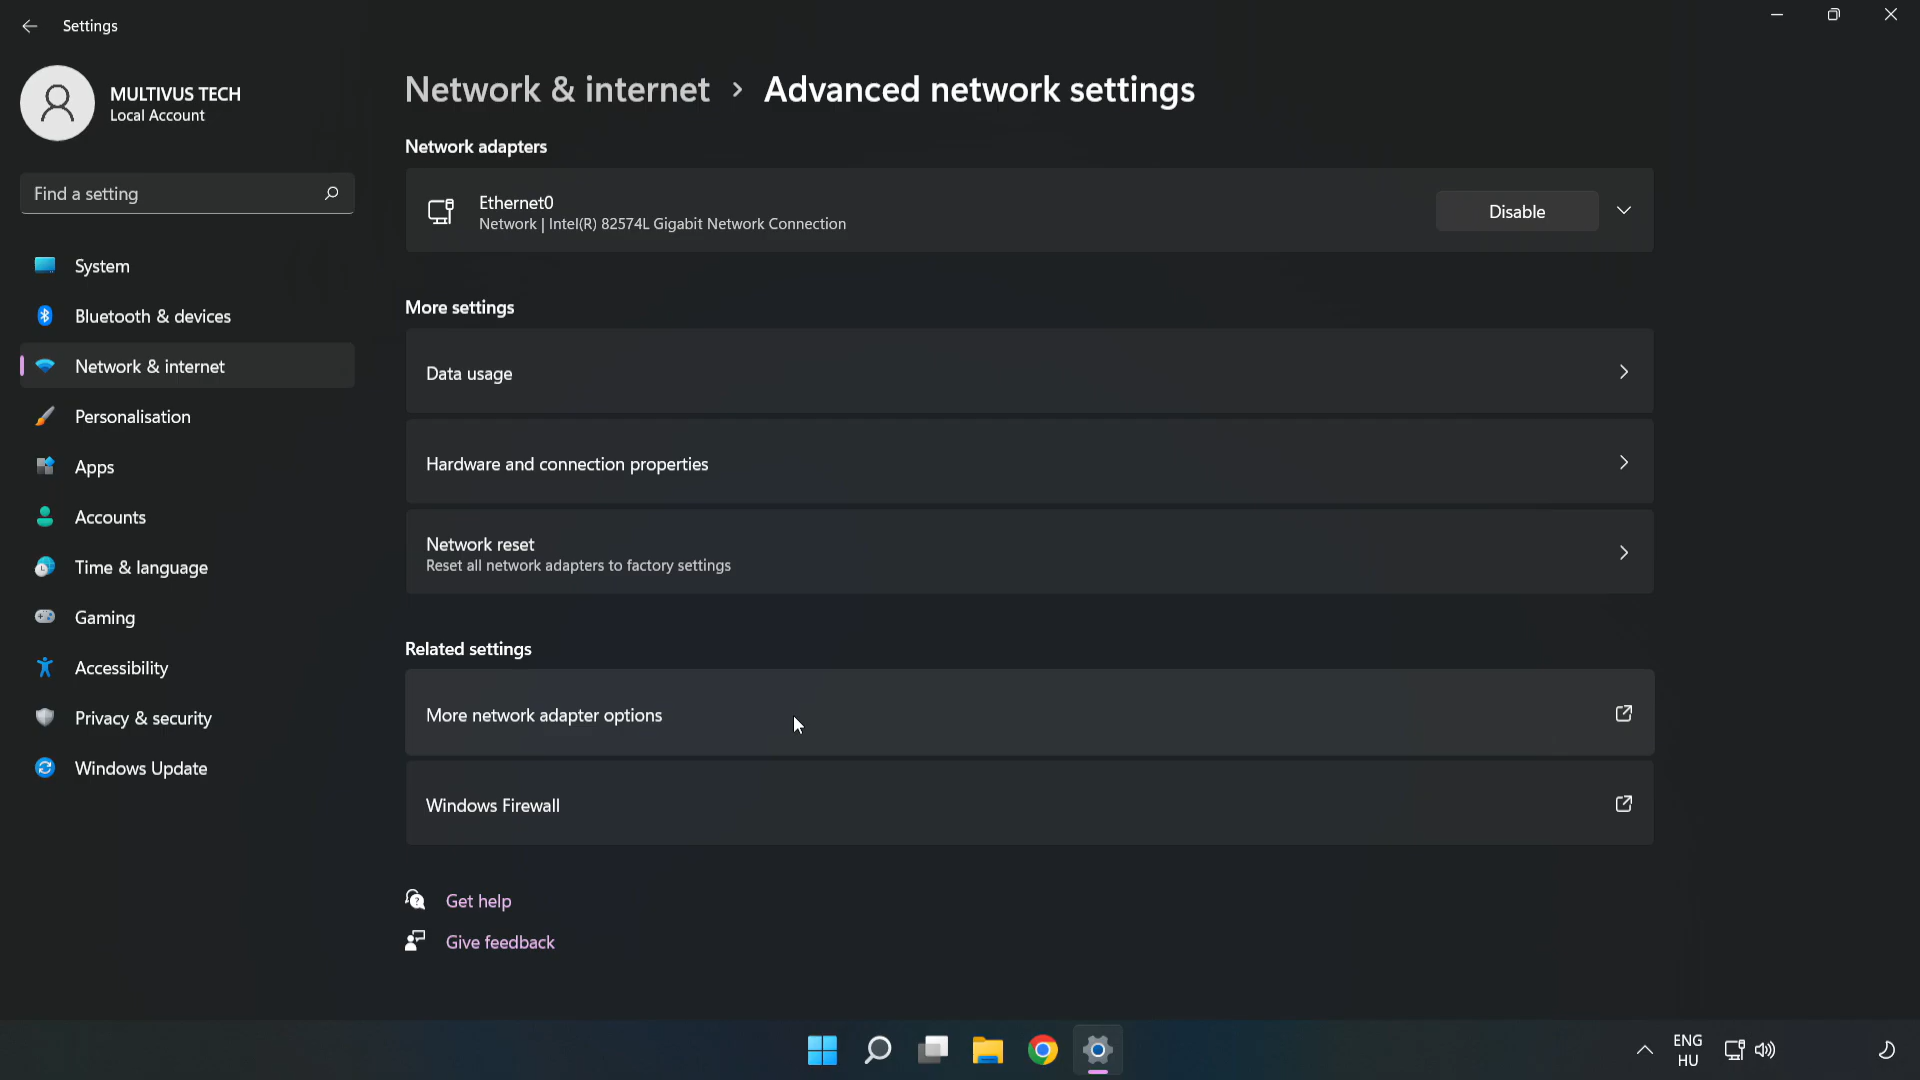 Settings
MULTIVUS TECH
Local Account
Find a setting
System
Bluetooth & devices
Network & internet
Personalisation
Apps
Accounts
Time & language
Gaming
Accessibility
Privacy & security
Windows Update
Network & internet > Advanced network settings
Network adapters
Ethernet0
Network | Intel(R) 82574L Gigabit Network Connection
Disable
More settings
Data usage
Hardware and connection properties
Network reset
Reset all network adapters to factory settings
Related settings
More network adapter options
Windows Firewall
Get help
Give feedback
ENG
HU